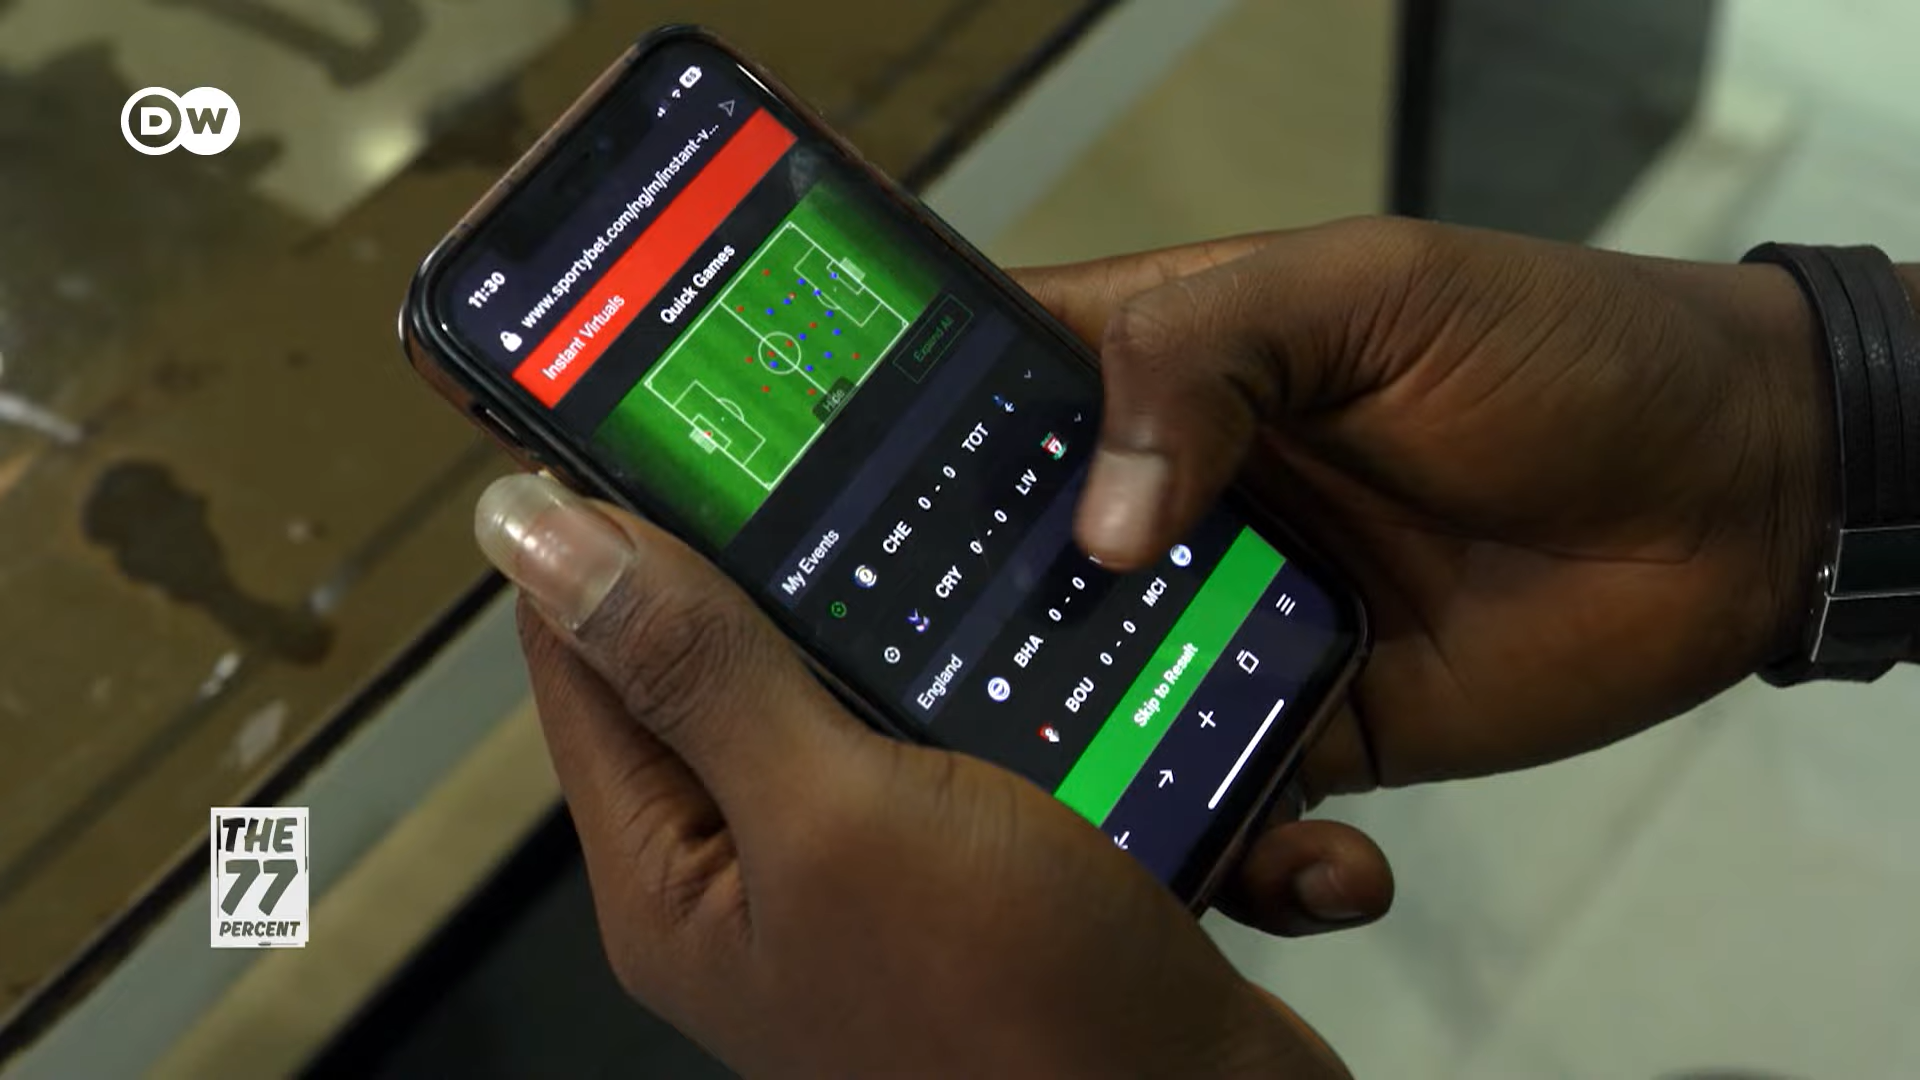 DW
11:30
65
www.sportybet.com/ng/m/instant-v...
Instant Virtuals
Quick Games
Hide
Expand All
My Events
CHE 0 - 0 TOT
CRY 0 - 0 LIV
England
BHA 0 - 0
BOU 0 - 0 MCI
Skip to Result
THE
77
PERCENT